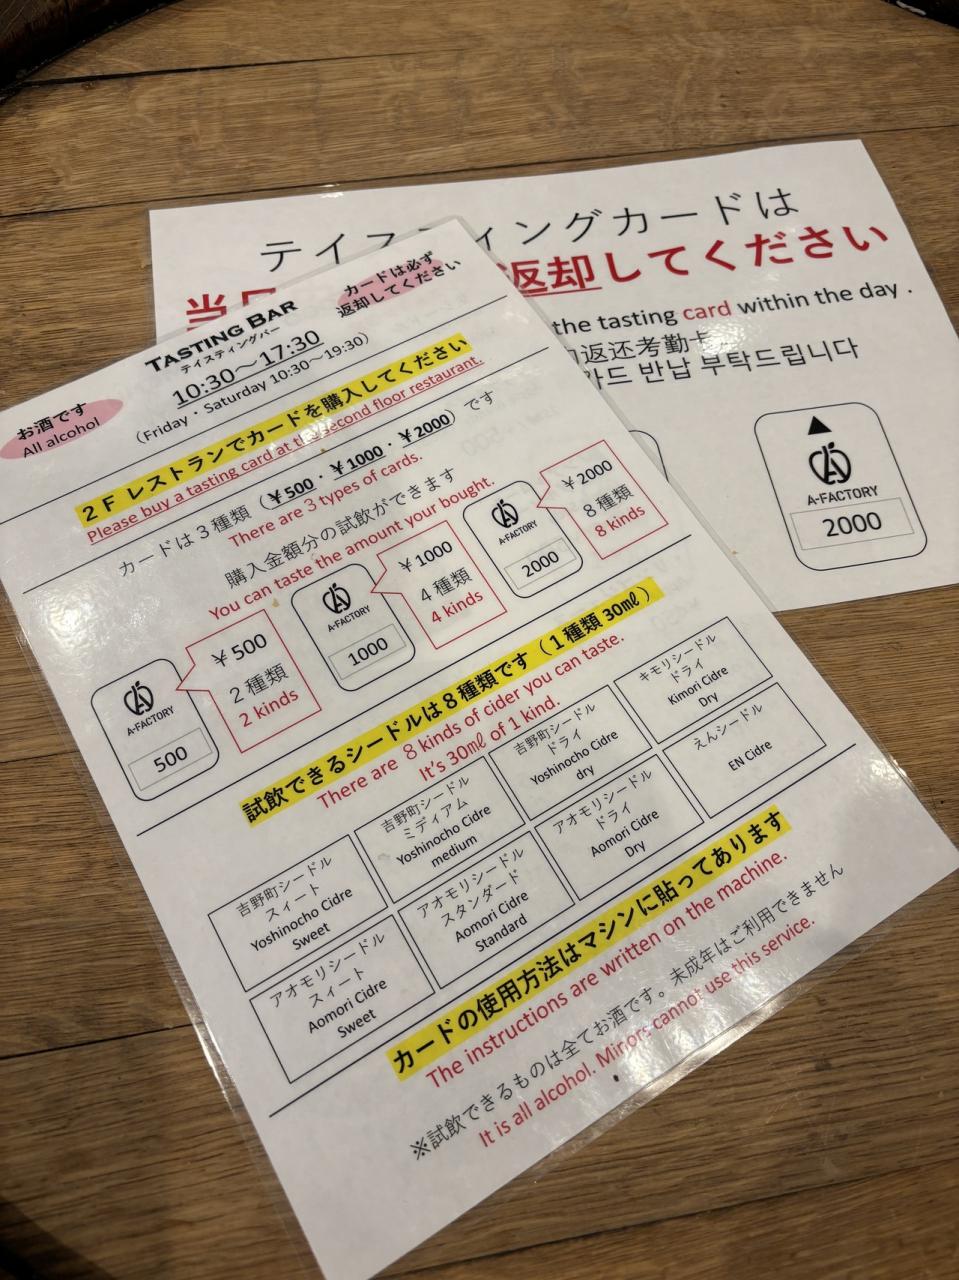 テイスティングカードは
返却してください
the tasting card within the day .
返还考勤卡
카드 반납 부탁드립니다
A-FACTORY
2000
お酒です
All alcohol
カードは必ず
返却してください
TASTING BAR
テイスティングバー
10:30～17:30
（Friday・Saturday 10:30～19:30）
２Ｆ レストランでカードを購入してください
Please buy a tasting card at the second floor restaurant.
カードは３種類（￥500・￥1000・￥2000）です
There are 3 types of cards.
購入金額分の試飲ができます
You can taste the amount your bought.
A-FACTORY
500
￥500
２種類
2 kinds
A-FACTORY
1000
￥1000
４種類
4 kinds
A-FACTORY
2000
￥2000
８種類
8 kinds
試飲できるシードルは８種類です（１種類 30㎖）
There are ８kinds of cider you can taste.
It's 30㎖ of 1 kind.
吉野町シードル
スィート
Yoshinocho Cidre
Sweet
吉野町シードル
ミディアム
Yoshinocho Cidre
medium
吉野町シードル
ドライ
Yoshinocho Cidre
dry
キモリシードル
ドライ
Kimori Cidre
Dry
アオモリシードル
スィート
Aomori Cidre
Sweet
アオモリシードル
スタンダード
Aomori Cidre
Standard
アオモリシードル
ドライ
Aomori Cidre
Dry
えんシードル
EN Cidre
カードの使用方法はマシンに貼ってあります
The instructions are written on the machine.
※試飲できるものは全てお酒です。未成年はご利用できません
It is all alcohol. Minors cannot use this service.